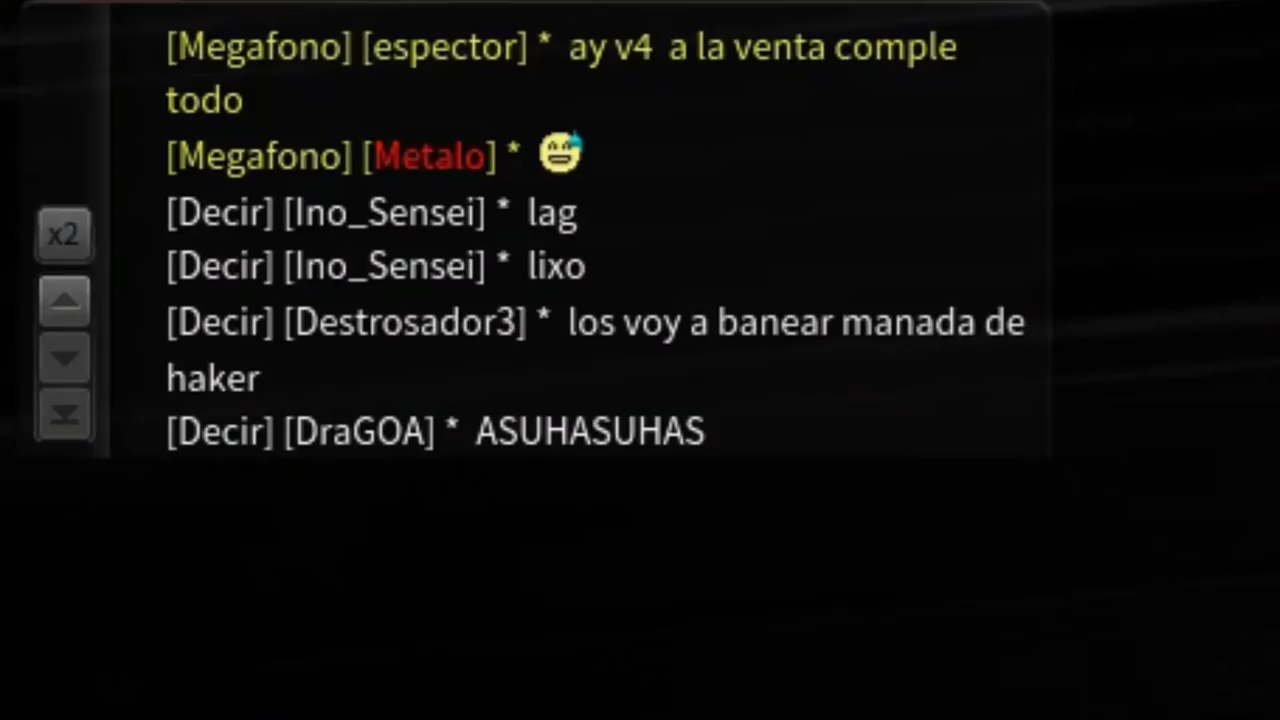 [Megafono] [espector] * ay v4 a la venta comple
todo
[Megafono] [Metalo] * 😅
x2
[Decir] [Ino_Sensei] * lag
[Decir] [Ino_Sensei] * lixo
[Decir] [Destrosador3] * los voy a banear manada de
haker
[Decir] [DraGOA] * ASUHASUHAS